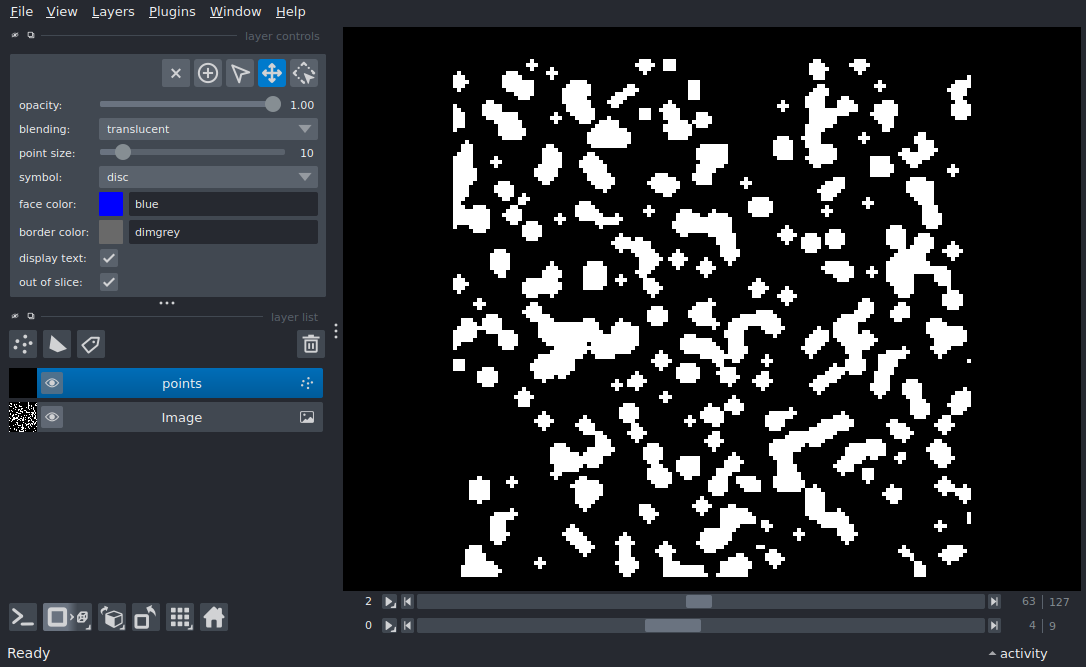 File View Layers Plugins Window Help
layer controls
opacity: 1.00
blending: translucent
point size: 10
symbol: disc
face color: blue
border color: dimgrey
display text:
out of slice:
layer list
points
Image
2 63 127
0 4 9
Ready activity